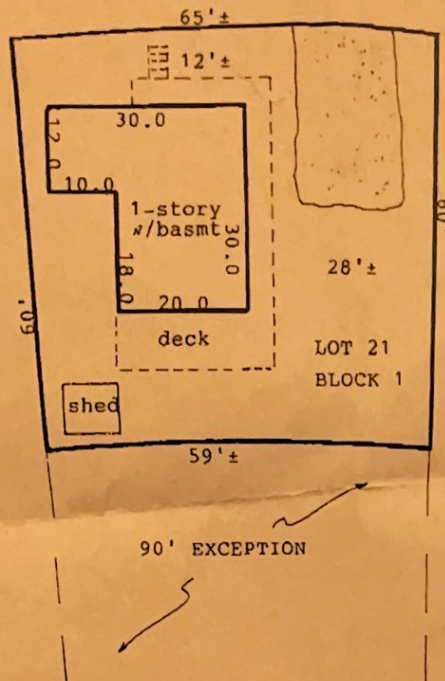 65'±
12'±
30.0
12.0
10.0
1-story
w/basmt
30.0
18.0
28'±
60'
60'
20.0
deck
LOT 21
BLOCK 1
shed
59'±
90' EXCEPTION